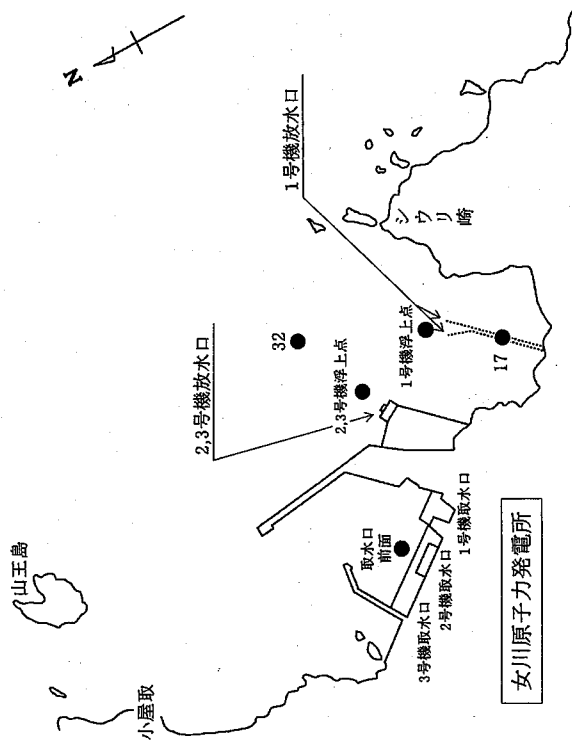 N
1号機放水口
シウリ
崎
2,3号機放水口
32
1号機浮上点
2,3号機浮上点
17
山王島
小屋取
取水口
前面
1号機取水口
2号機取水口
3号機取水口
女川原子力発電所